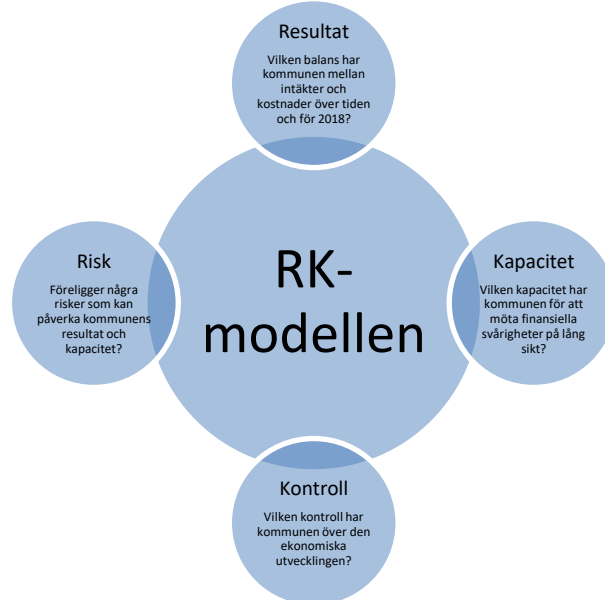 Resultat
Vilken balans har
kommunen mellan
intäkter och
kostnader över tiden
och för 2018?
Risk
Föreligger några
risker som kan
påverka kommunens
resultat och
kapacitet?
RK-
modellen
Kapacitet
Vilken kapacitet har
kommunen för att
möta finansiella
svårigheter på lång
sikt?
Kontroll
Vilken kontroll har
kommunen över den
ekonomiska
utvecklingen?